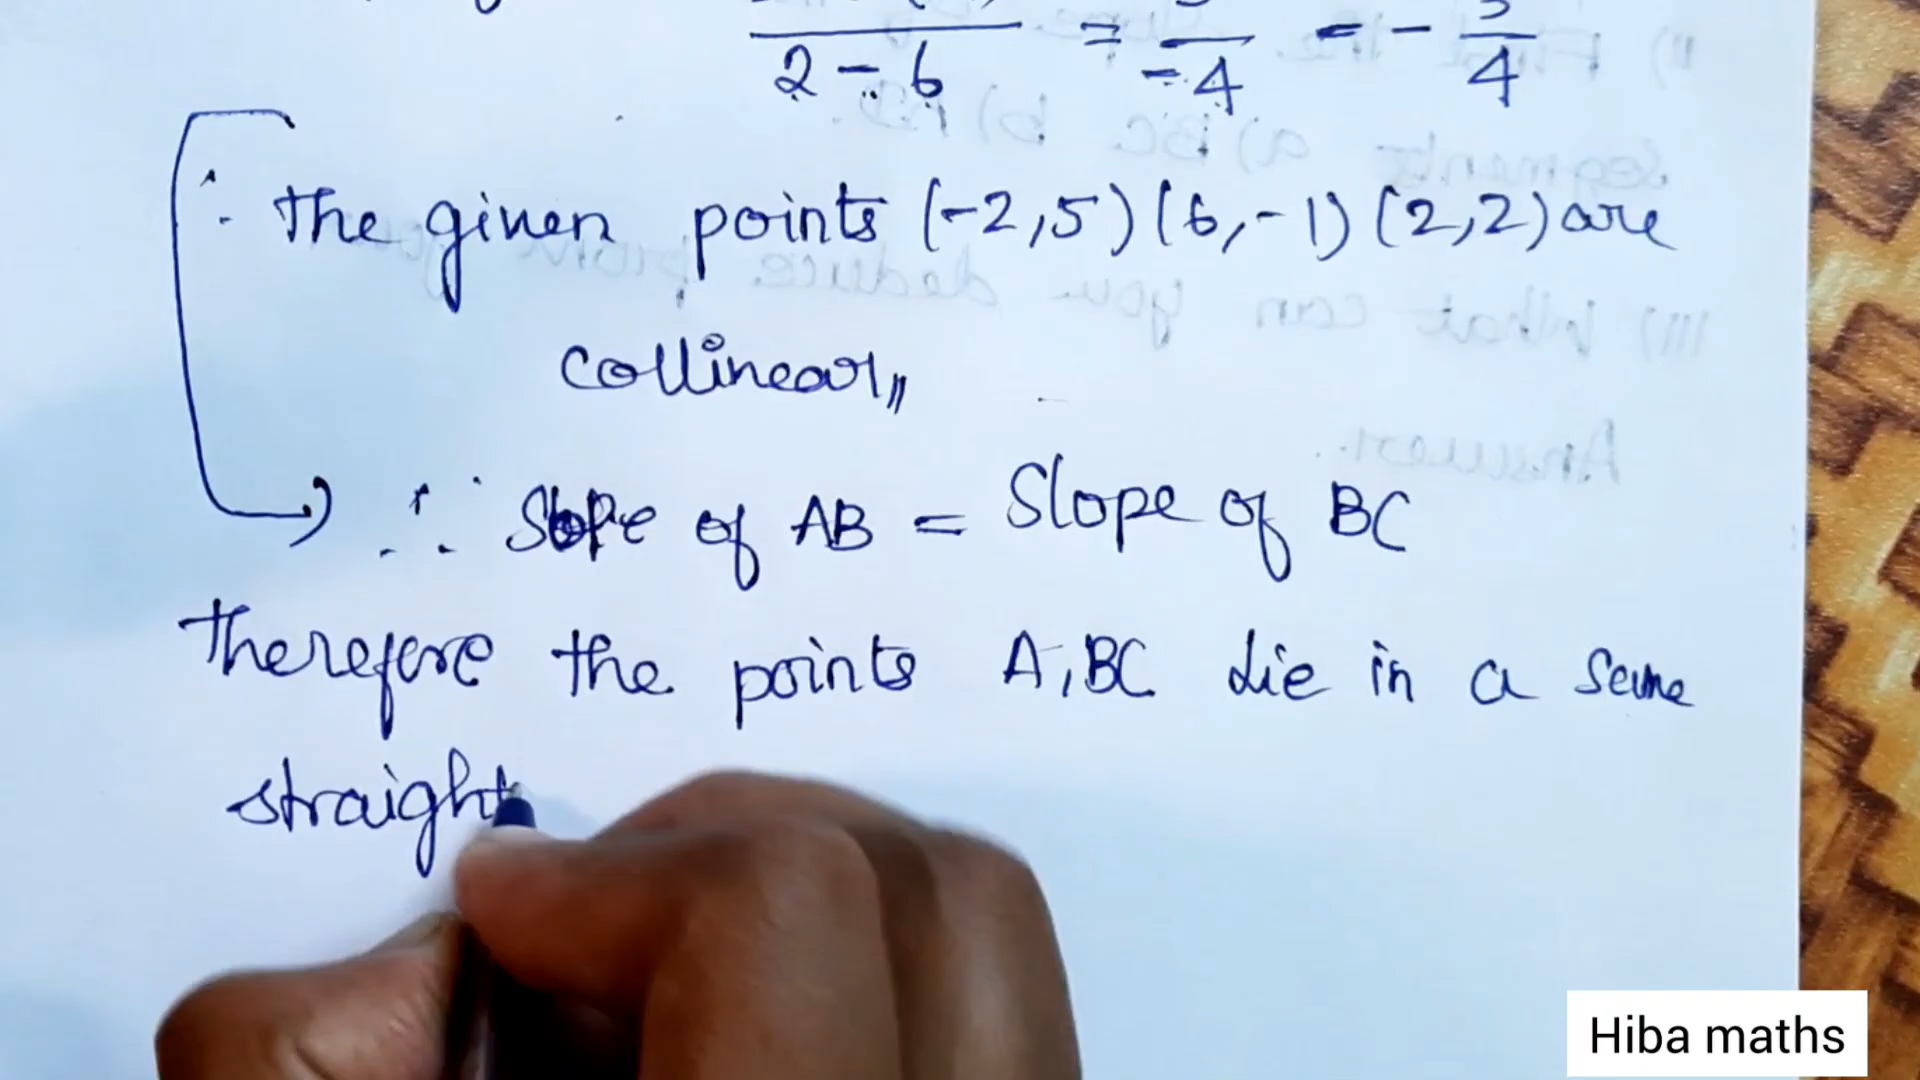 2 - 6 = -4 = - 4
∴ The given points (-2,5) (6,-1) (2,2) are
collinear,,
∴ Slope of AB = Slope of BC
Therefore the points A,BC Lie in a same
straight
Hiba maths